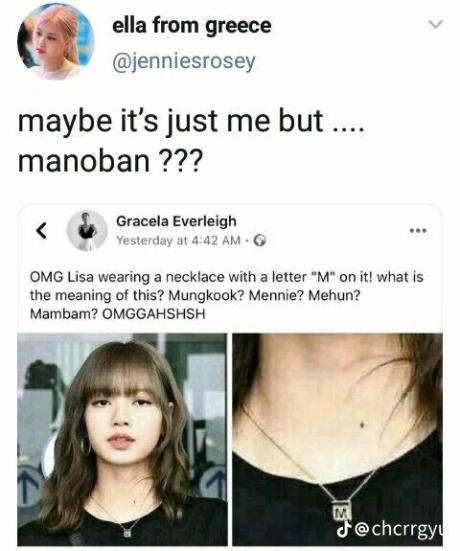 ella from greece
@jenniesrosey
maybe it's just me but ....
manoban ???
Gracela Everleigh
Yesterday at 4:42 AM ·
OMG Lisa wearing a necklace with a letter "M" on it! what is
the meaning of this? Mungkook? Mennie? Mehun?
Mambam? OMGGAHSHSH
M
@chcrrgyu